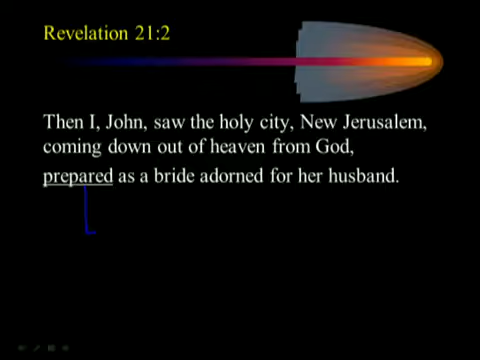 Revelation 21:2
Then I, John, saw the holy city, New Jerusalem,
coming down out of heaven from God,
prepared as a bride adorned for her husband.